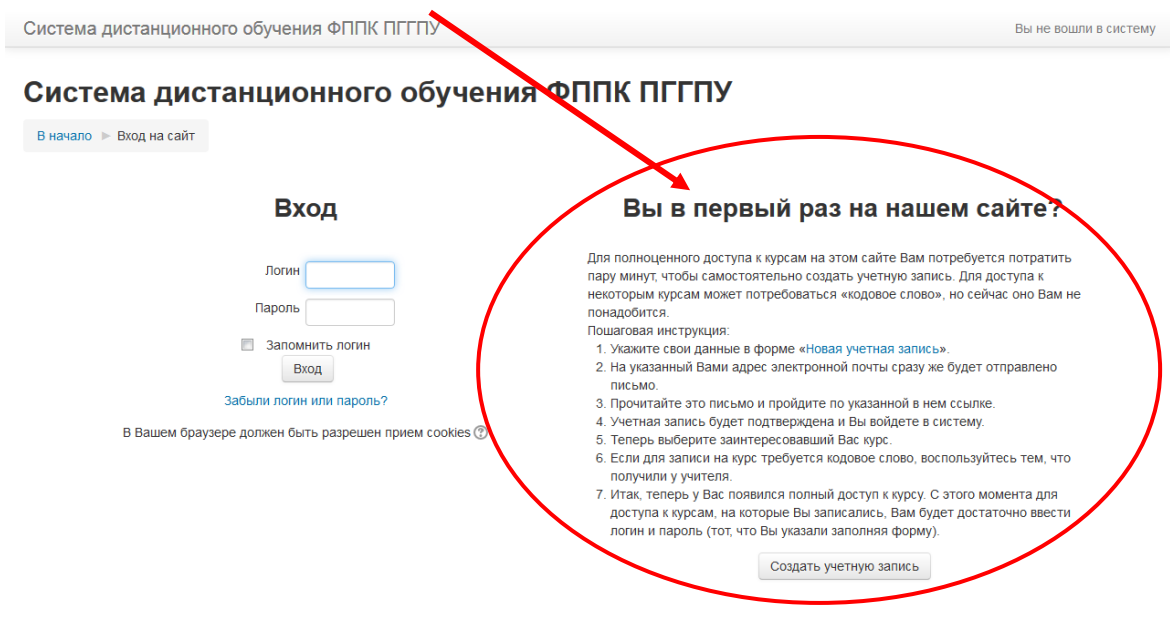 Система дистанционного обучения ФППК ПГГПУ
Вы не вошли в систему
Система дистанционного обучения ФППК ПГГПУ
В начало ► Вход на сайт
Вход
Логин
Пароль
Запомнить логин
Вход
Забыли логин или пароль?
В Вашем браузере должен быть разрешен прием cookies ?
Вы в первый раз на нашем сайте?
Для полноценного доступа к курсам на этом сайте Вам потребуется потратить
пару минут, чтобы самостоятельно создать учетную запись. Для доступа к
некоторым курсам может потребоваться «кодовое слово», но сейчас оно Вам не
понадобится.
Пошаговая инструкция:
1. Укажите свои данные в форме «Новая учетная запись».
2. На указанный Вами адрес электронной почты сразу же будет отправлено
письмо.
3. Прочитайте это письмо и пройдите по указанной в нем ссылке.
4. Учетная запись будет подтверждена и Вы войдете в систему.
5. Теперь выберите заинтересовавший Вас курс.
6. Если для записи на курс требуется кодовое слово, воспользуйтесь тем, что
получили у учителя.
7. Итак, теперь у Вас появился полный доступ к курсу. С этого момента для
доступа к курсам, на которые Вы записались, Вам будет достаточно ввести
логин и пароль (тот, что Вы указали заполняя форму).
Создать учетную запись